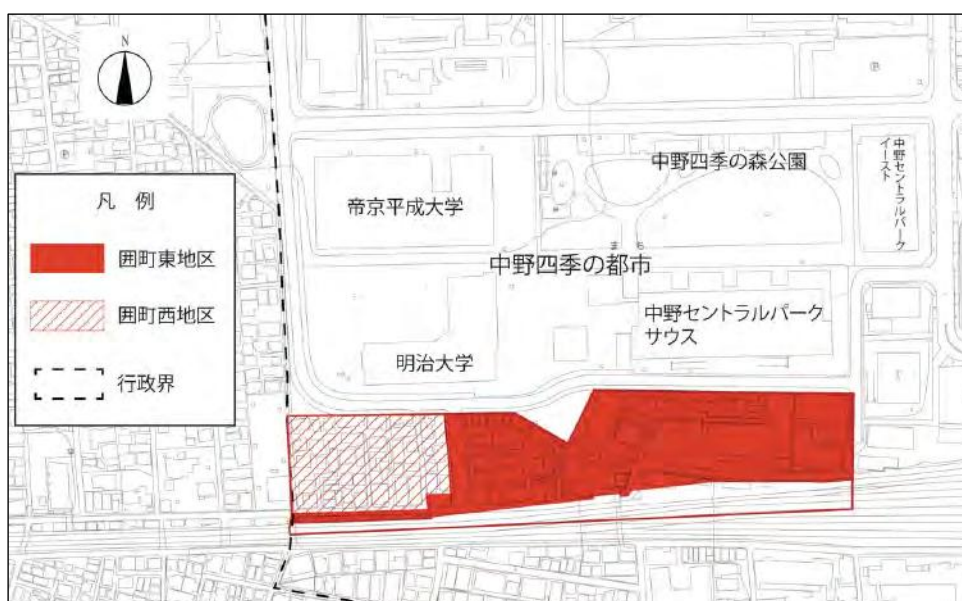 N
凡 例
囲町東地区
囲町西地区
行政界
帝京平成大学
中野四季の森公園
中野セントラルパーク
イースト
まち
中野四季の都市
中野セントラルパーク
サウス
明治大学